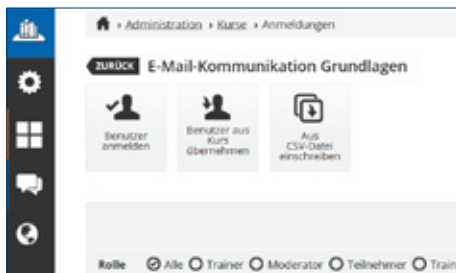 Administration › Kurse › Anmeldungen
ZURÜCK E-Mail-Kommunikation Grundlagen
Benutzer anmelden
Benutzer aus Kurs übernehmen
Aus CSV-Datei einschreiben
Rolle Alle Trainer Moderator Teilnehmer Train